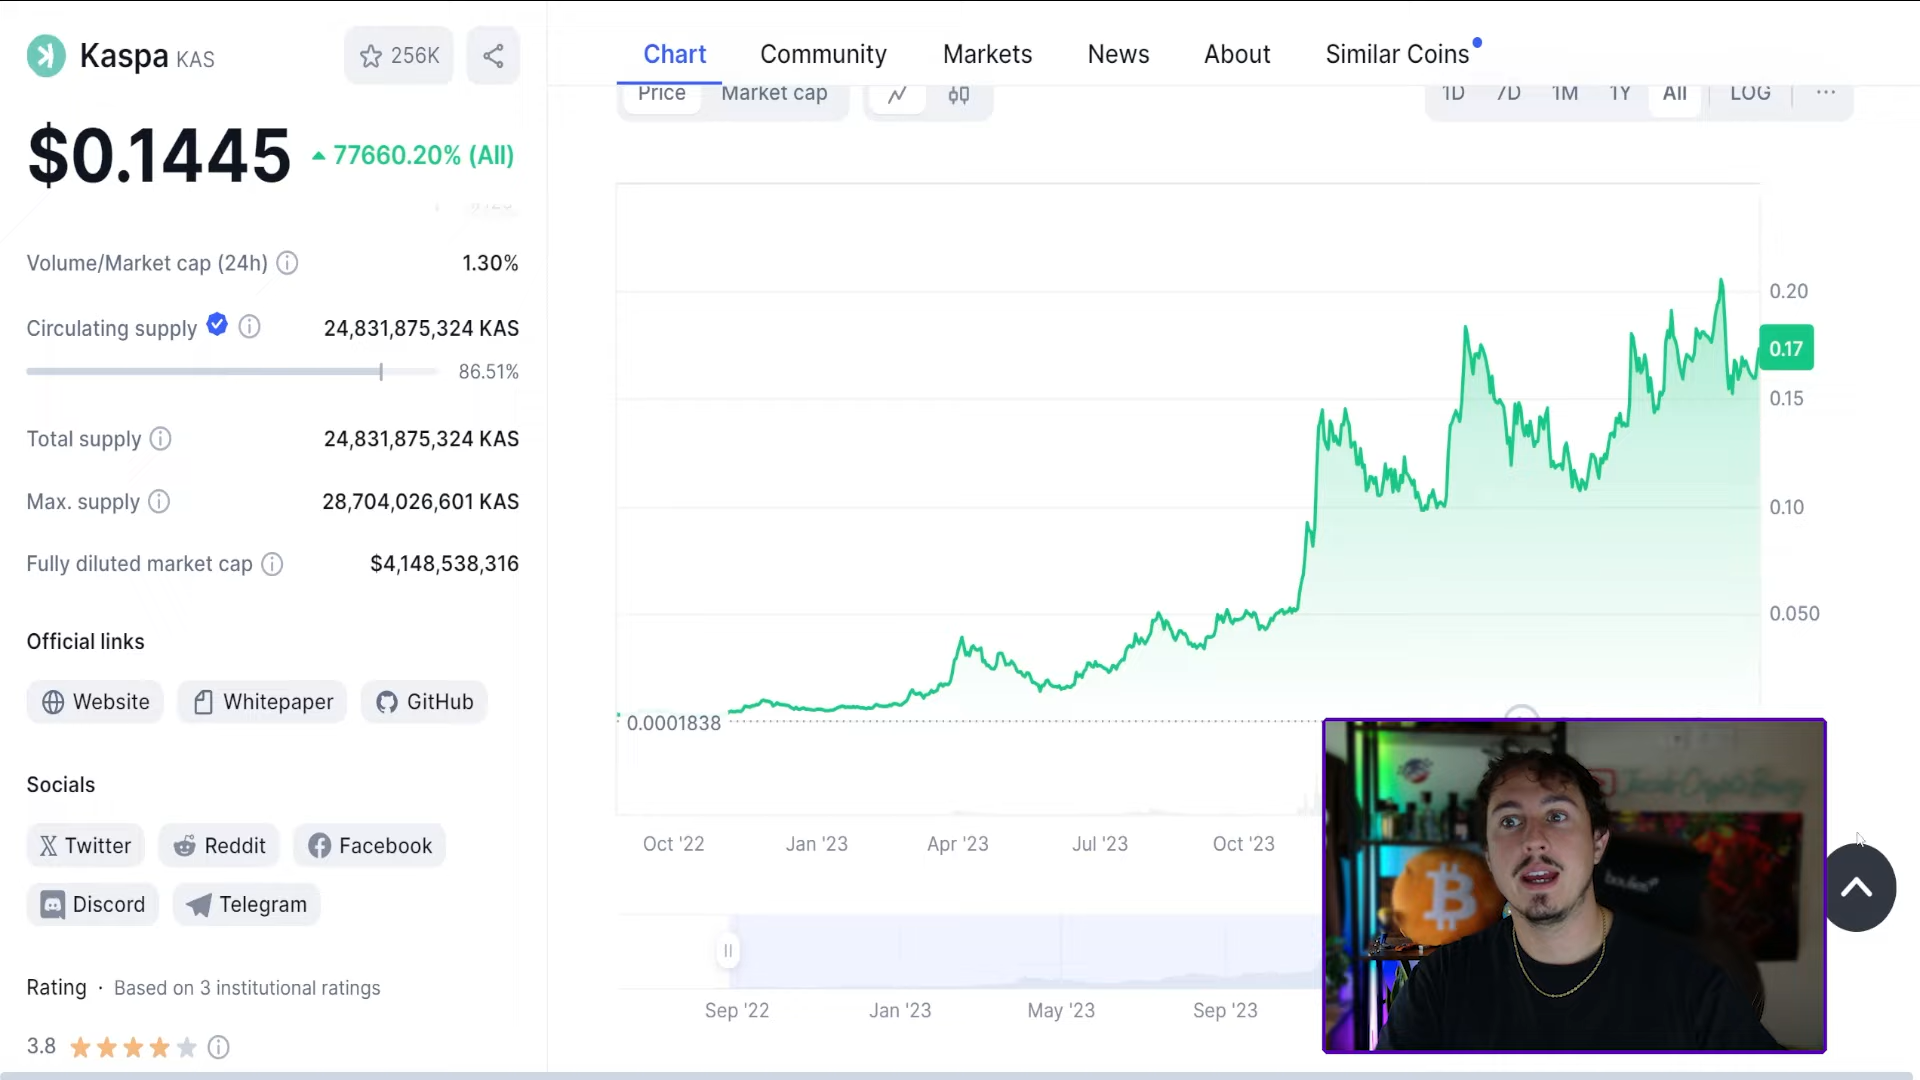 Kaspa KAS
256K
$0.1445
77660.20% (All)
Volume/Market cap (24h)
1.30%
Circulating supply
24,831,875,324 KAS
86.51%
Total supply
24,831,875,324 KAS
Max. supply
28,704,026,601 KAS
Fully diluted market cap
$4,148,538,316
Official links
Website
Whitepaper
GitHub
Socials
Twitter
Reddit
Facebook
Discord
Telegram
Rating · Based on 3 institutional ratings
3.8
Chart
Community
Markets
News
About
Similar Coins
Price
Market cap
1D
7D
1M
1Y
All
LOG
0.20
0.17
0.15
0.10
0.050
0.0001838
Oct '22
Jan '23
Apr '23
Jul '23
Oct '23
Sep '22
Jan '23
May '23
Sep '23